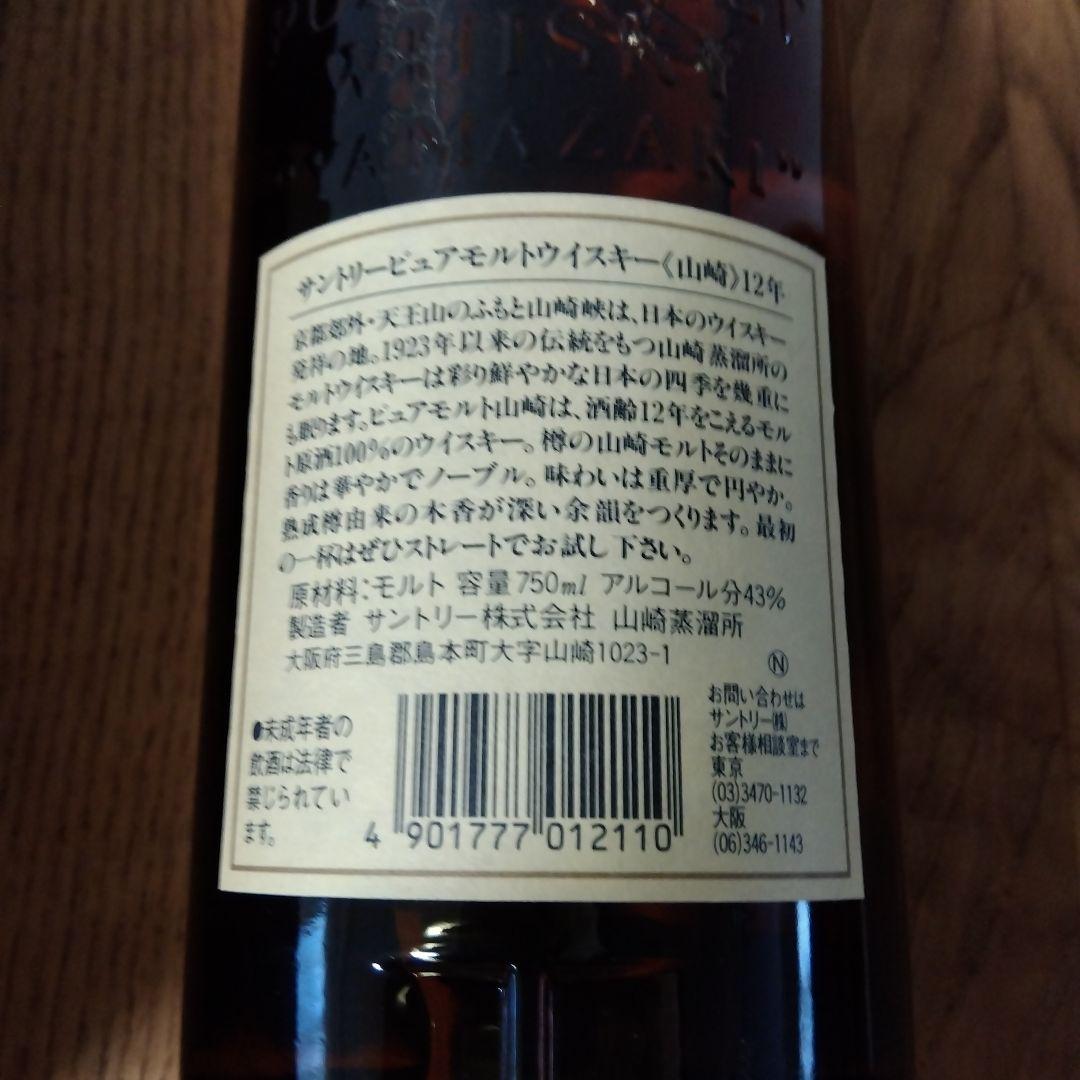 WHISKY
"YAMAZAKI"
サントリーピュアモルトウイスキー《山崎》12年
京都郊外・天王山のふもと山崎峡は、日本のウイスキー
発祥の地。1923年以来の伝統をもつ山崎蒸溜所の
モルトウイスキーは彩り鮮やかな日本の四季を幾重に
も眠ります。ピュアモルト山崎は、酒齢12年をこえるモル
ト原酒100%のウイスキー。樽の山崎モルトそのままに
香りは華やかでノーブル。味わいは重厚で円やか。
熟成樽由来の木香が深い余韻をつくります。最初
の一杯はぜひストレートでお試し下さい。
原材料:モルト 容量750ml アルコール分43%
製造者 サントリー株式会社 山崎蒸溜所
大阪府三島郡島本町大字山崎1023-1
Ⓝ
●未成年者の
飲酒は法律で
禁じられてい
ます。
4 901777 012110
お問い合わせは
サントリー㈱
お客様相談室まで
東京
(03)3470-1132
大阪
(06)346-1143